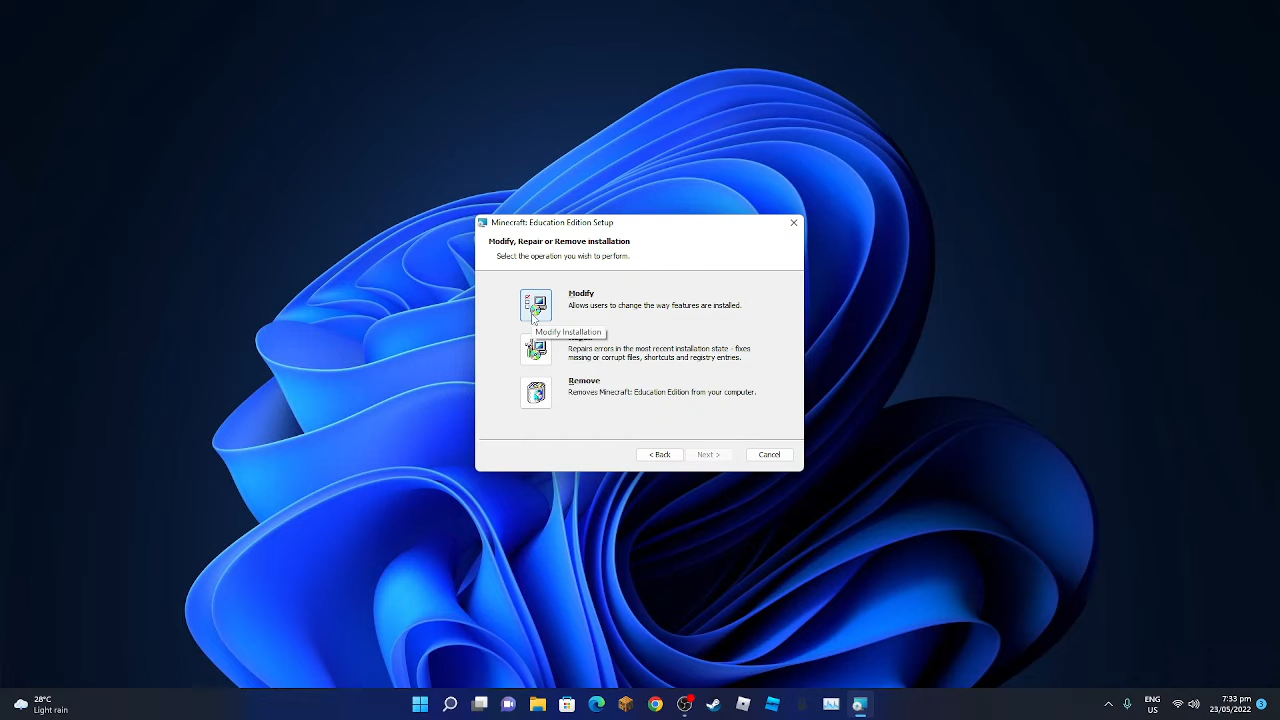 Minecraft: Education Edition Setup
Modify, Repair or Remove installation
Select the operation you wish to perform.
Modify
Allows users to change the way features are installed.
Modify Installation
Repairs errors in the most recent installation state - fixes
missing or corrupt files, shortcuts and registry entries.
Remove
Removes Minecraft: Education Edition from your computer.
< Back
Next >
Cancel
28°C
Light rain
ENG
US
7:33 pm
23/05/2022
3